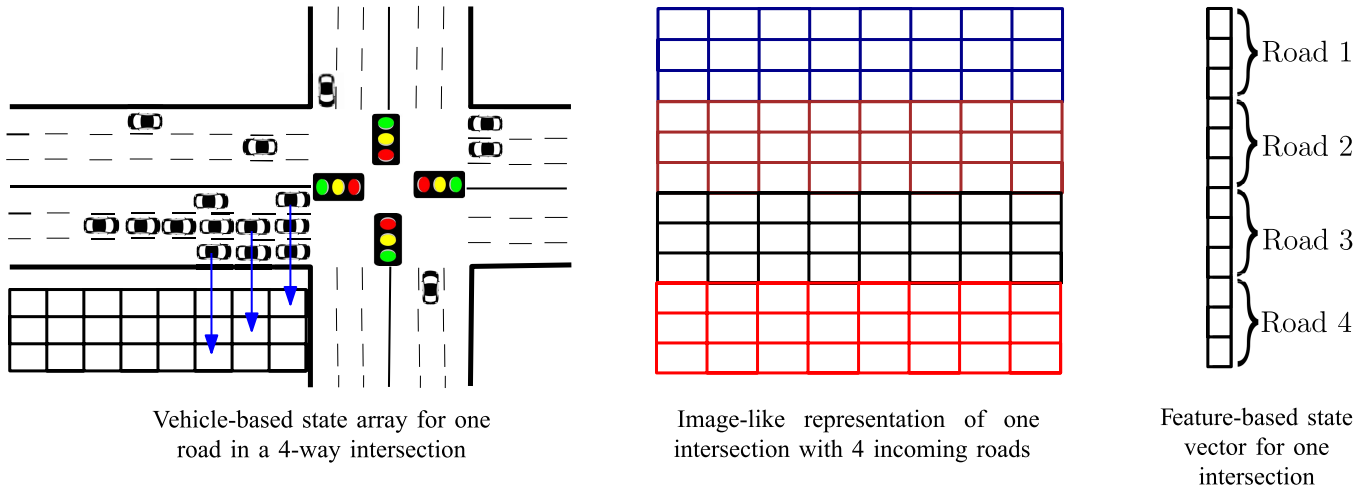 Road 1
Road 2
Road 3
Road 4
Vehicle-based state array for one
road in a 4-way intersection
Image-like representation of one
intersection with 4 incoming roads
Feature-based state
vector for one
intersection